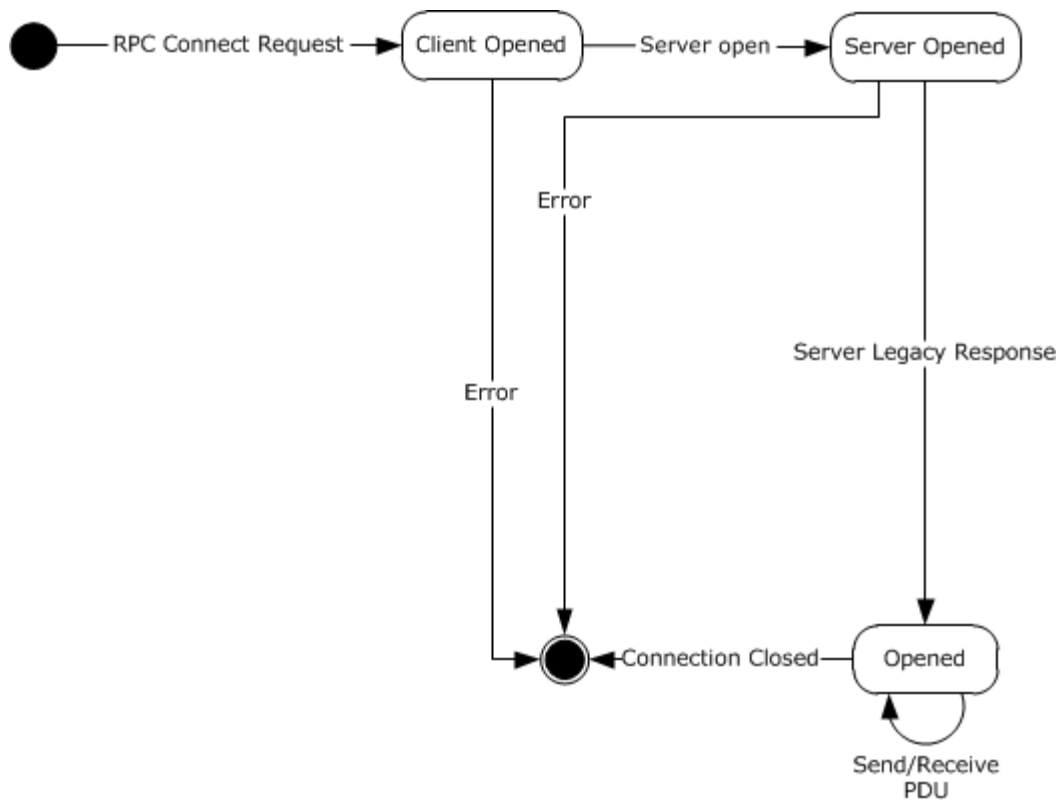 RPC Connect Request
Client Opened
Server open
Server Opened
Error
Server Legacy Response
Error
Connection Closed
Opened
Send/Receive
PDU